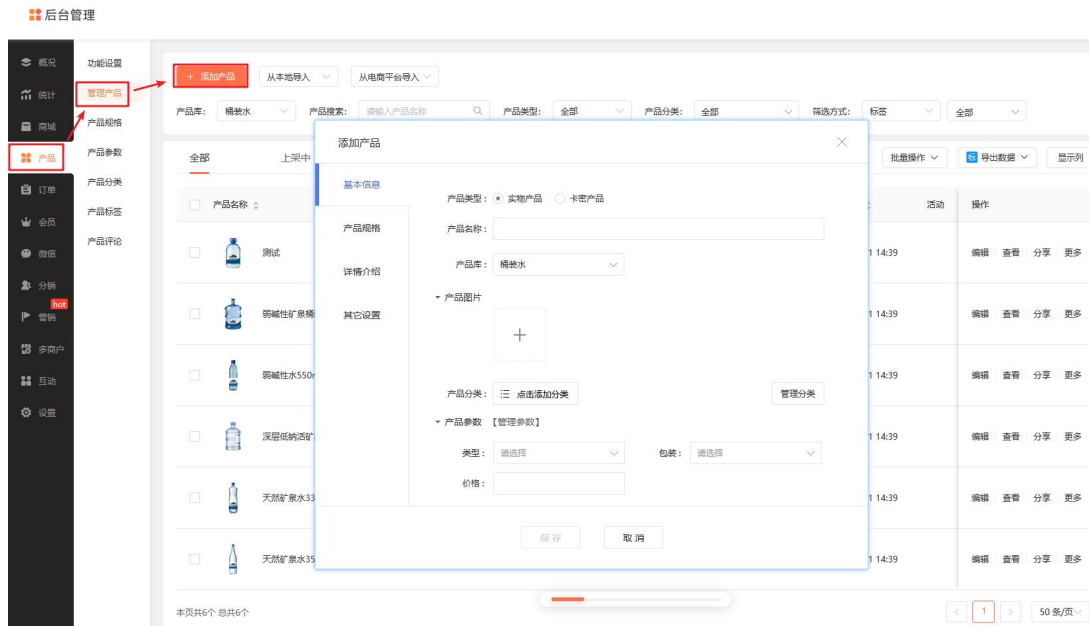 后台管理
概况
统计
商城
产品
订单
会员
微信
分销
hot
营销
多商户
互动
设置
功能设置
管理产品
产品规格
产品参数
产品分类
产品标签
产品评论
+ 添加产品 从本地导入 从电商平台导入
产品库: 桶装水 产品搜索: 请输入产品名称 产品类型: 全部 产品分类: 全部 筛选方式: 标签 全部
全部 上架中 批量操作 标 导出数据 显示列
产品名称 活动 操作
测试 1 14:39 编辑 查看 分享 更多
弱碱性矿泉桶 1 14:39 编辑 查看 分享 更多
弱碱性水550m 1 14:39 编辑 查看 分享 更多
深层低钠活矿 1 14:39 编辑 查看 分享 更多
天然矿泉水33 1 14:39 编辑 查看 分享 更多
天然矿泉水35 1 14:39 编辑 查看 分享 更多
本页共6个 总共6个
1
50 条/页
添加产品
基本信息
产品规格
详情介绍
其它设置
产品类型: 实物产品 卡密产品
产品名称:
产品库: 桶装水
产品图片
+
产品分类: 点击添加分类 管理分类
产品参数 【管理参数】
类型: 请选择 包装: 请选择
价格:
保存 取消